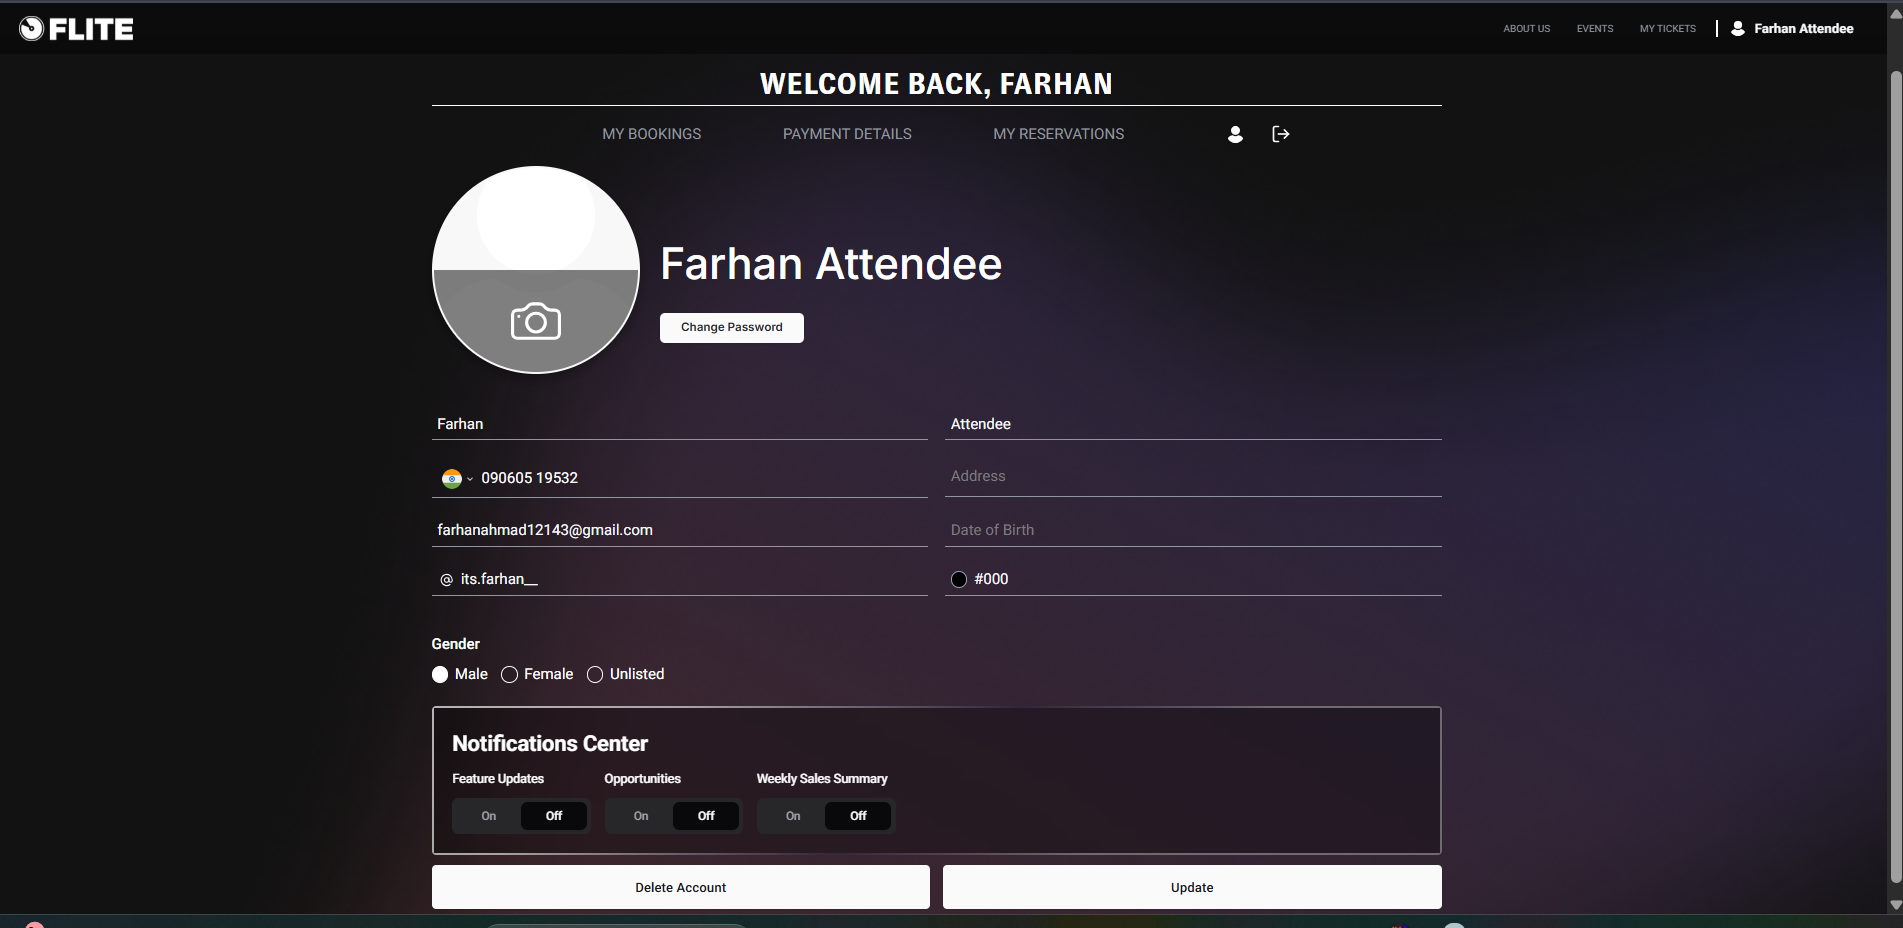 FLITE
ABOUT US EVENTS MY TICKETS Farhan Attendee
WELCOME BACK, FARHAN
MY BOOKINGS PAYMENT DETAILS MY RESERVATIONS
Farhan Attendee
Change Password
Farhan Attendee
090605 19532 Address
farhanahmad12143@gmail.com Date of Birth
@ its.farhan__ #000
Gender
Male Female Unlisted
Notifications Center
Feature Updates Opportunities Weekly Sales Summary
On Off On Off On Off
Delete Account Update